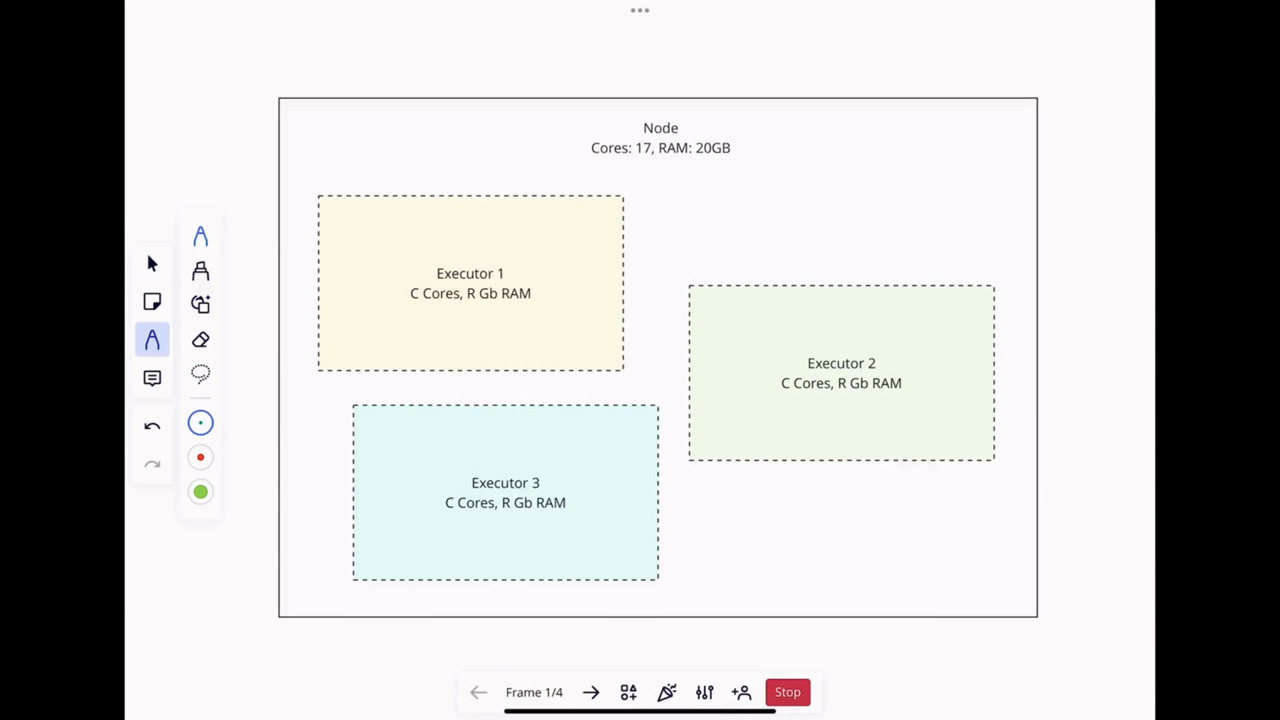 Node
Cores: 17, RAM: 20GB
Executor 1
C Cores, R Gb RAM
Executor 2
C Cores, R Gb RAM
Executor 3
C Cores, R Gb RAM
Frame 1/4
Stop